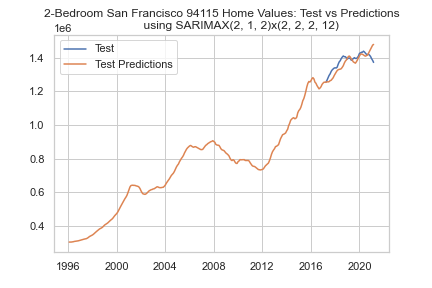 2-Bedroom San Francisco 94115 Home Values: Test vs Predictions
using SARIMAX(2, 1, 2)x(2, 2, 2, 12)
1e6
Test
Test Predictions
1.4
1.2
1.0
0.8
0.6
0.4
1996 2000 2004 2008 2012 2016 2020